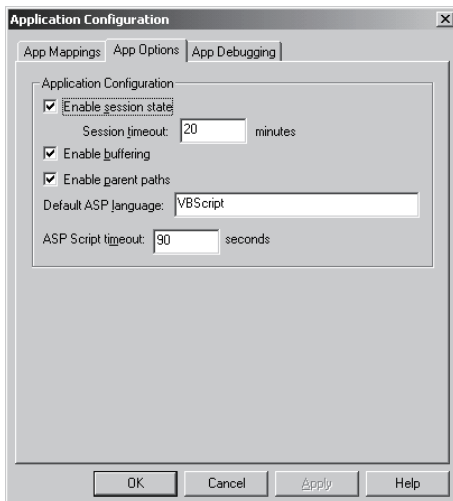 Application Configuration
App Mappings App Options App Debugging
Application Configuration
Enable session state
Session timeout: 20 minutes
Enable buffering
Enable parent paths
Default ASP language: VBScript
ASP Script timeout: 90 seconds
OK Cancel Apply Help